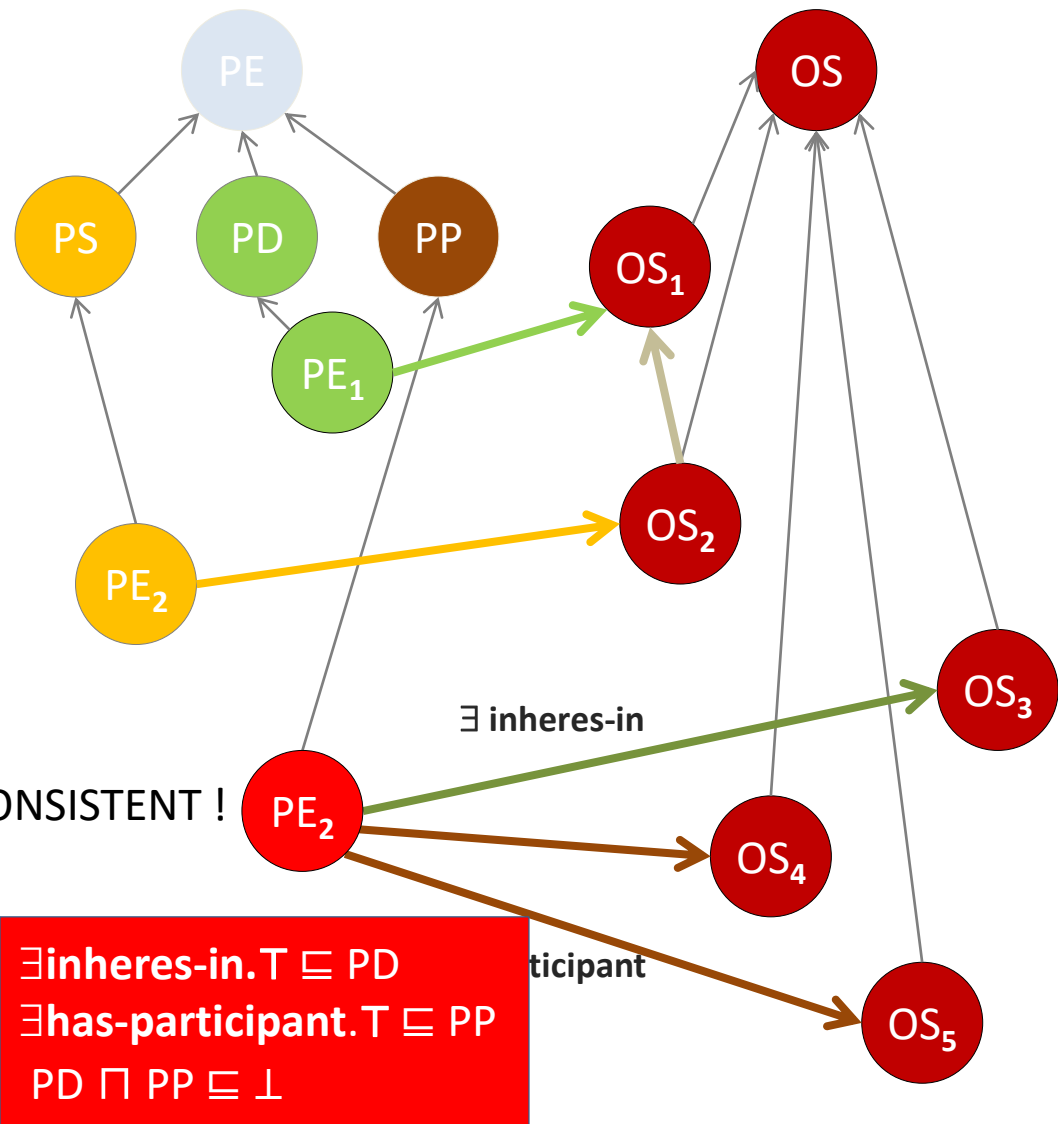 PE
OS
PS
PD
PP
OS₁
PE₁
OS₂
PE₂
OS₃
∃ inheres-in
ONSISTENT !
PE₂
OS₄
∃inheres-in.⊤ ⊑ PD
ticipant
∃has-participant.⊤ ⊑ PP
OS₅
PD ⊓ PP ⊑ ⊥